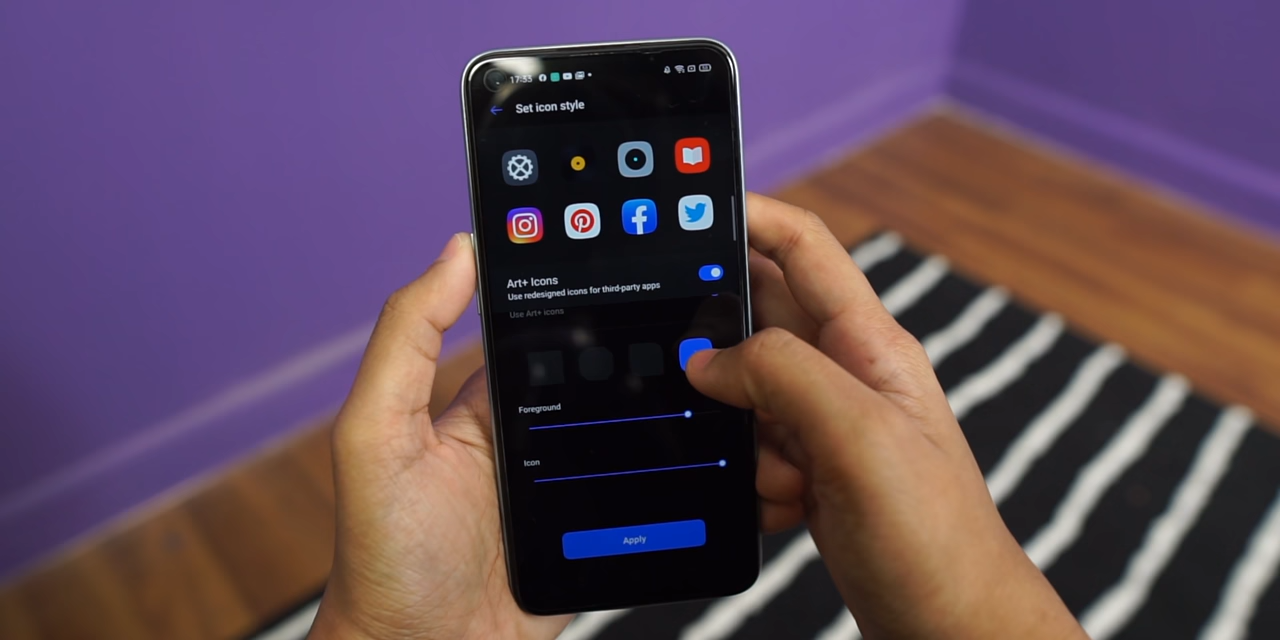 17:33
Set icon style
Art+ Icons
Use redesigned icons for third-party apps
Use Art+ icons
Foreground
Icon
Apply